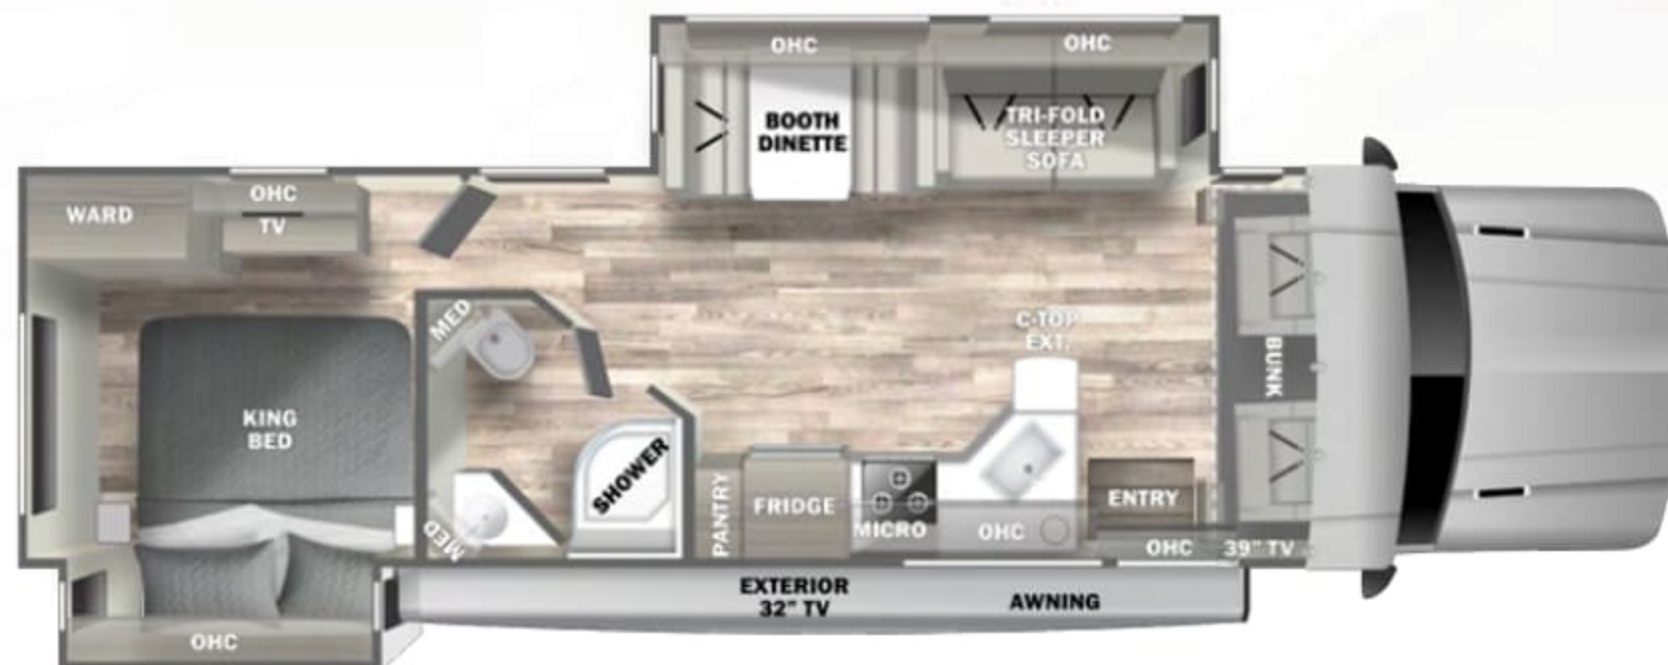 OHC
OHC
BOOTH
DINETTE
TRI-FOLD
SLEEPER
SOFA
WARD
OHC
TV
MED
C-TOP
EXT.
BUNK
KING
BED
SHOWER
PANTRY
FRIDGE
MICRO
OHC
ENTRY
MED
OHC
39" TV
EXTERIOR
32" TV
AWNING
OHC